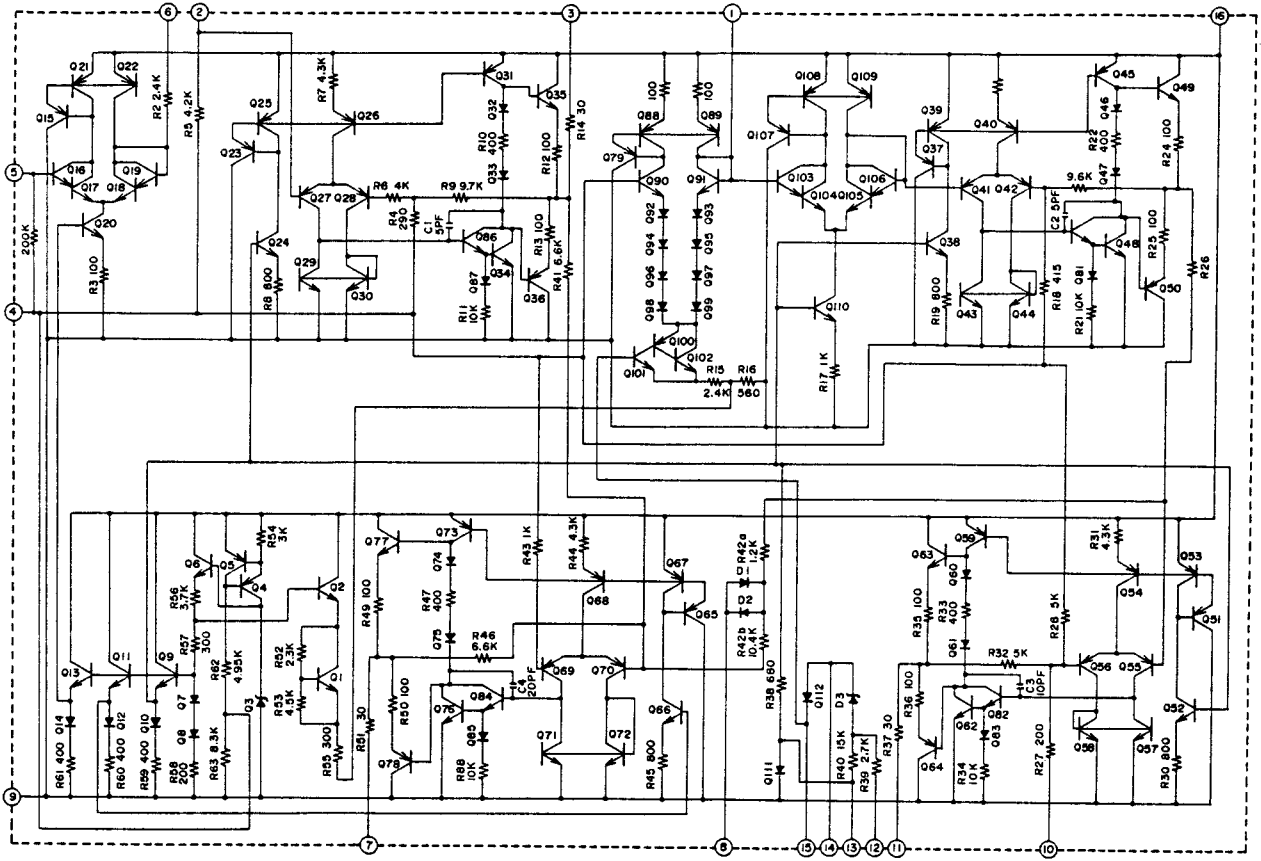 6
2
3
1
16
Q21
Q22
R2 2.4K
R5 4.2K
Q25
R7 4.3K
Q26
Q31
Q35
Q32
R10
400
Q33
R12 100
R14 30
100
100
Q88
Q89
Q108
Q109
Q107
Q39
Q40
Q45
Q46
Q49
R22
400
Q47
R24 100
Q15
Q23
Q79
Q37
5
Q16
Q17
Q18
Q19
Q27
Q28
R6 4K
R9 9.7K
R4
290
C1
5PF
Q90
Q91
Q103
Q104
Q105
Q106
Q41
Q42
9.6K
C2 5PF
200K
Q20
Q24
Q86
Q87
Q34
R13 100
R41 6.6K
Q92
Q93
Q94
Q95
Q96
Q97
Q98
Q99
Q38
Q48
R25 100
R26
R3 100
R8 800
Q29
Q30
R11
10K
Q36
Q110
R19 800
Q43
Q44
R18 415
Q81
R21 10K
Q50
4
Q100
Q101
Q102
R15
2.4K
R16
560
R17 1K
Q6
Q5
R54
3K
Q4
Q2
Q77
Q73
Q74
R43 1K
R44 4.3K
Q67
R42a
1.2K
Q63
Q59
Q60
R31
4.3K
Q53
R56
3.7K
R57
300
R62
4.95K
R52
2.3K
R49 100
R47
400
Q75
Q68
Q65
D1
D2
R42b
10.4K
R35 100
R33
400
Q61
R28 5K
Q54
Q51
Q13
Q11
Q9
Q7
Q8
Q3
Q1
R53
4.5K
R46
6.6K
Q69
Q70
R38 680
R32 5K
Q56
Q55
Q14
Q12
Q10
R61 400
R60 400
R59 400
R58
200
R63 8.3K
R55 300
R51 30
R50 100
Q76
Q84
C4
20PF
Q85
R88
10K
Q78
Q71
Q72
Q66
R45 800
Q111
Q112
D3
R40 15K
R39 2.7K
R37 30
R36 100
Q64
Q62
Q82
C3
10PF
Q83
R34
10K
R27 200
Q58
Q57
Q52
R30 800
9
7
8
15
14
13
12
11
10